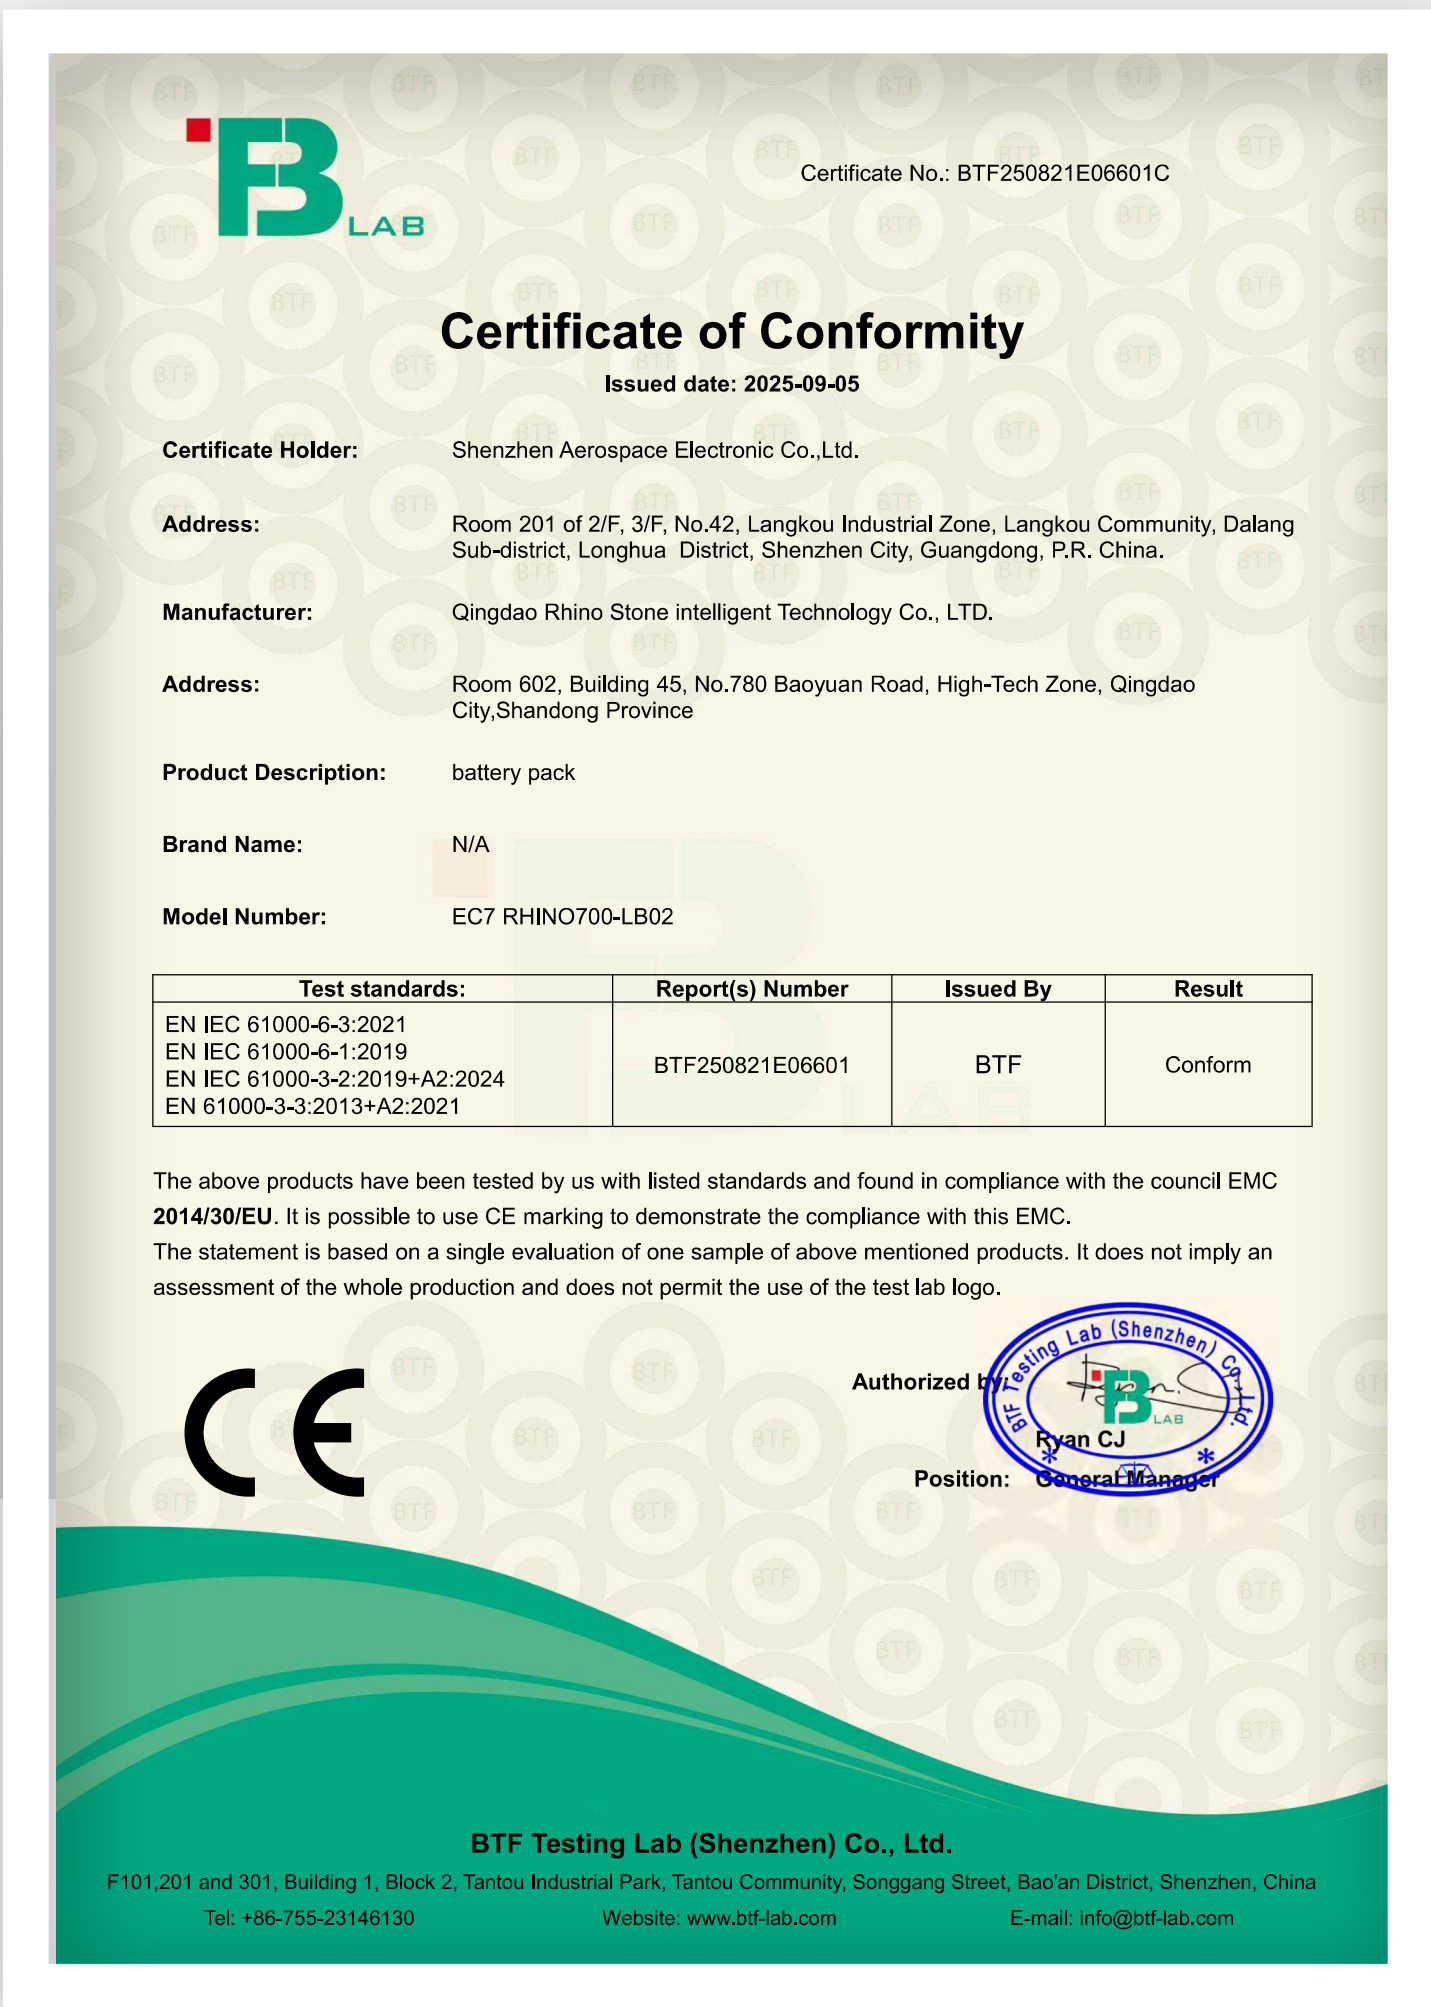 B LAB
Certificate No.: BTF250821E06601C
Certificate of Conformity
Issued date: 2025-09-05
Certificate Holder: Shenzhen Aerospace Electronic Co.,Ltd.
Address: Room 201 of 2/F, 3/F, No.42, Langkou Industrial Zone, Langkou Community, Dalang
Sub-district, Longhua District, Shenzhen City, Guangdong, P.R. China.
Manufacturer: Qingdao Rhino Stone intelligent Technology Co., LTD.
Address: Room 602, Building 45, No.780 Baoyuan Road, High-Tech Zone, Qingdao
City,Shandong Province
Product Description: battery pack
Brand Name: N/A
Model Number: EC7 RHINO700-LB02
Test standards: Report(s) Number Issued By Result
EN IEC 61000-6-3:2021
EN IEC 61000-6-1:2019
EN IEC 61000-3-2:2019+A2:2024
EN 61000-3-3:2013+A2:2021
BTF250821E06601 BTF Conform
The above products have been tested by us with listed standards and found in compliance with the council EMC
2014/30/EU. It is possible to use CE marking to demonstrate the compliance with this EMC.
The statement is based on a single evaluation of one sample of above mentioned products. It does not imply an
assessment of the whole production and does not permit the use of the test lab logo.
CE
Authorized by:
BTF Testing Lab (Shenzhen) Co., Ltd.
B LAB
Ryan CJ
Position: General Manager
BTF Testing Lab (Shenzhen) Co., Ltd.
F101,201 and 301, Building 1, Block 2, Tantou Industrial Park, Tantou Community, Songgang Street, Bao'an District, Shenzhen, China
Tel: +86-755-23146130 Website: www.btf-lab.com E-mail: info@btf-lab.com